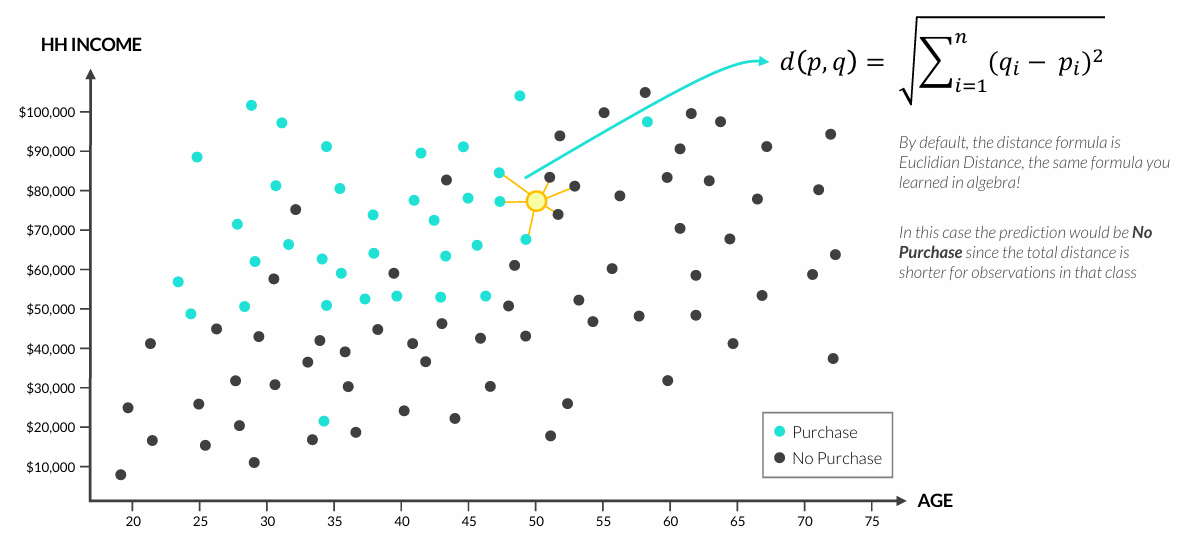 HH INCOME
$100,000
$90,000
$80,000
$70,000
$60,000
$50,000
$40,000
$30,000
$20,000
$10,000
20 25 30 35 40 45 50 55 60 65 70 75
AGE
d(p, q) = √∑ⁿᵢ₌₁ (qᵢ − pᵢ)²
By default, the distance formula is
Euclidian Distance, the same formula you
learned in algebra!
In this case the prediction would be No
Purchase since the total distance is
shorter for observations in that class
Purchase
No Purchase